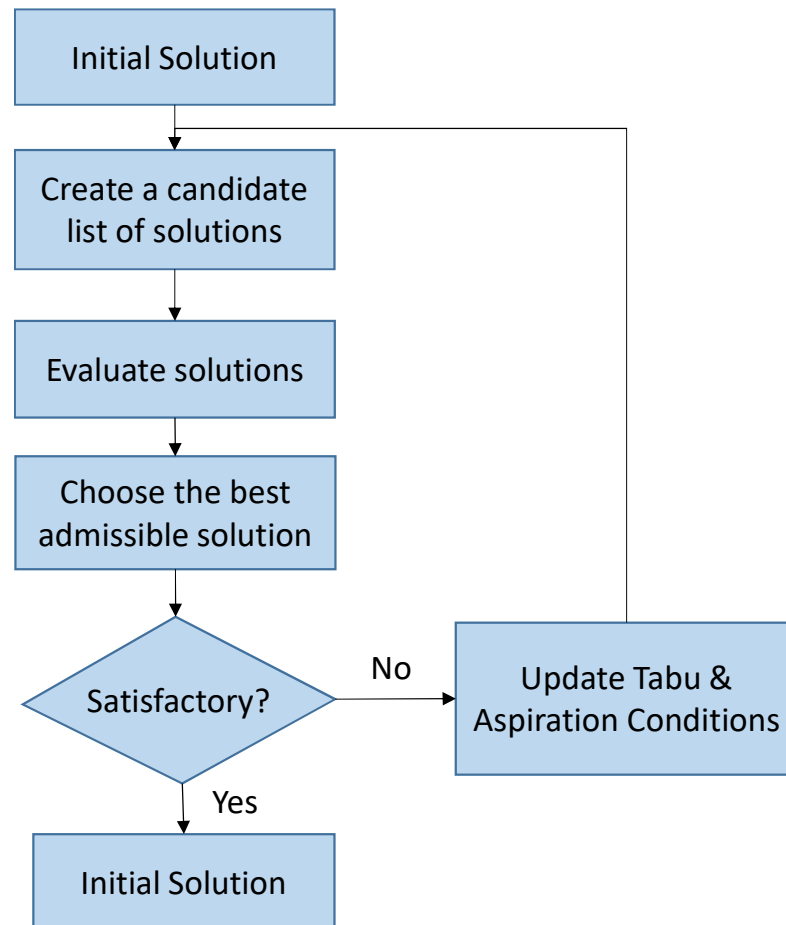 Initial Solution
Create a candidate
list of solutions
Evaluate solutions
Choose the best
admissible solution
Satisfactory?
No
Update Tabu &
Aspiration Conditions
Yes
Initial Solution